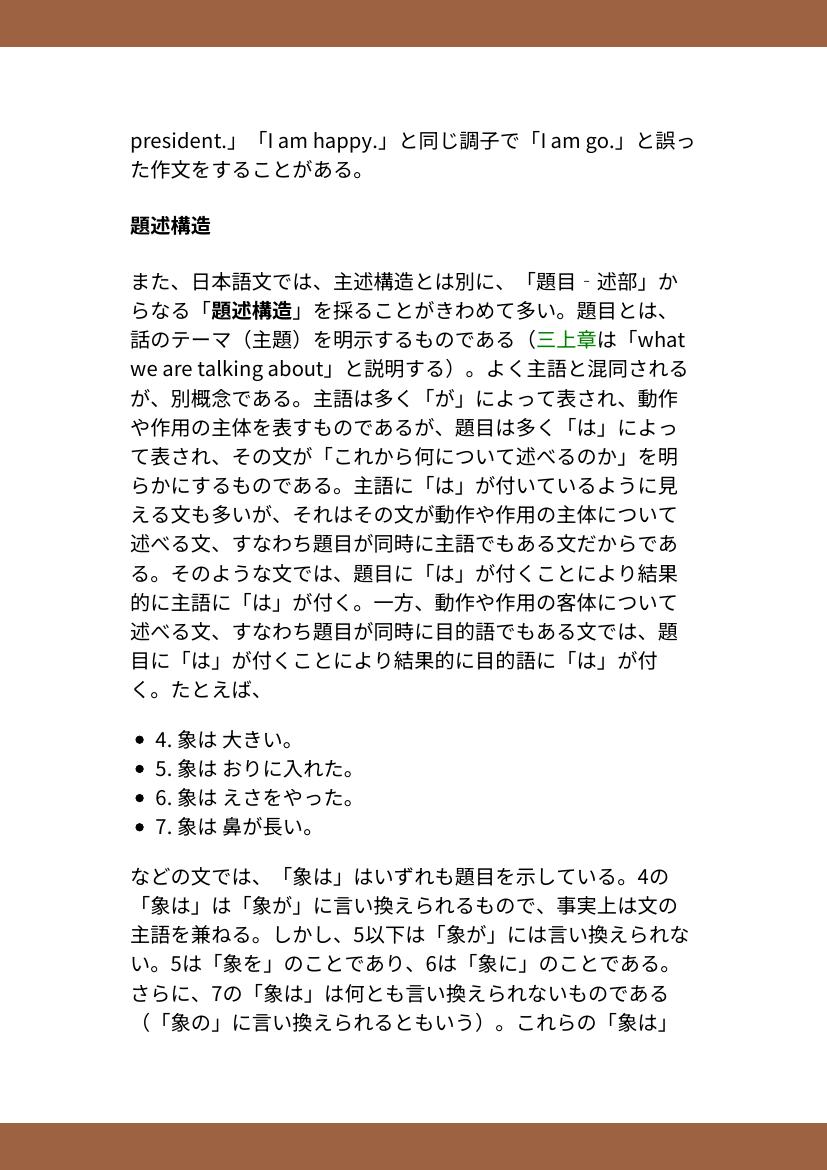 president.」「I am happy.」と同じ調子で「I am go.」と誤っ
た作文をすることがある。
題述構造
また、日本語文では、主述構造とは別に、「題目‐述部」か
らなる「題述構造」を採ることがきわめて多い。題目とは、
話のテーマ（主題）を明示するものである（三上章は「what
we are talking about」と説明する）。よく主語と混同される
が、別概念である。主語は多く「が」によって表され、動作
や作用の主体を表すものであるが、題目は多く「は」によっ
て表され、その文が「これから何について述べるのか」を明
らかにするものである。主語に「は」が付いているように見
える文も多いが、それはその文が動作や作用の主体について
述べる文、すなわち題目が同時に主語でもある文だからであ
る。そのような文では、題目に「は」が付くことにより結果
的に主語に「は」が付く。一方、動作や作用の客体について
述べる文、すなわち題目が同時に目的語でもある文では、題
目に「は」が付くことにより結果的に目的語に「は」が付
く。たとえば、
• 4. 象は 大きい。
• 5. 象は おりに入れた。
• 6. 象は えさをやった。
• 7. 象は 鼻が長い。
などの文では、「象は」はいずれも題目を示している。4の
「象は」は「象が」に言い換えられるもので、事実上は文の
主語を兼ねる。しかし、5以下は「象が」には言い換えられな
い。5は「象を」のことであり、6は「象に」のことである。
さらに、7の「象は」は何とも言い換えられないものである
（「象の」に言い換えられるともいう）。これらの「象は」